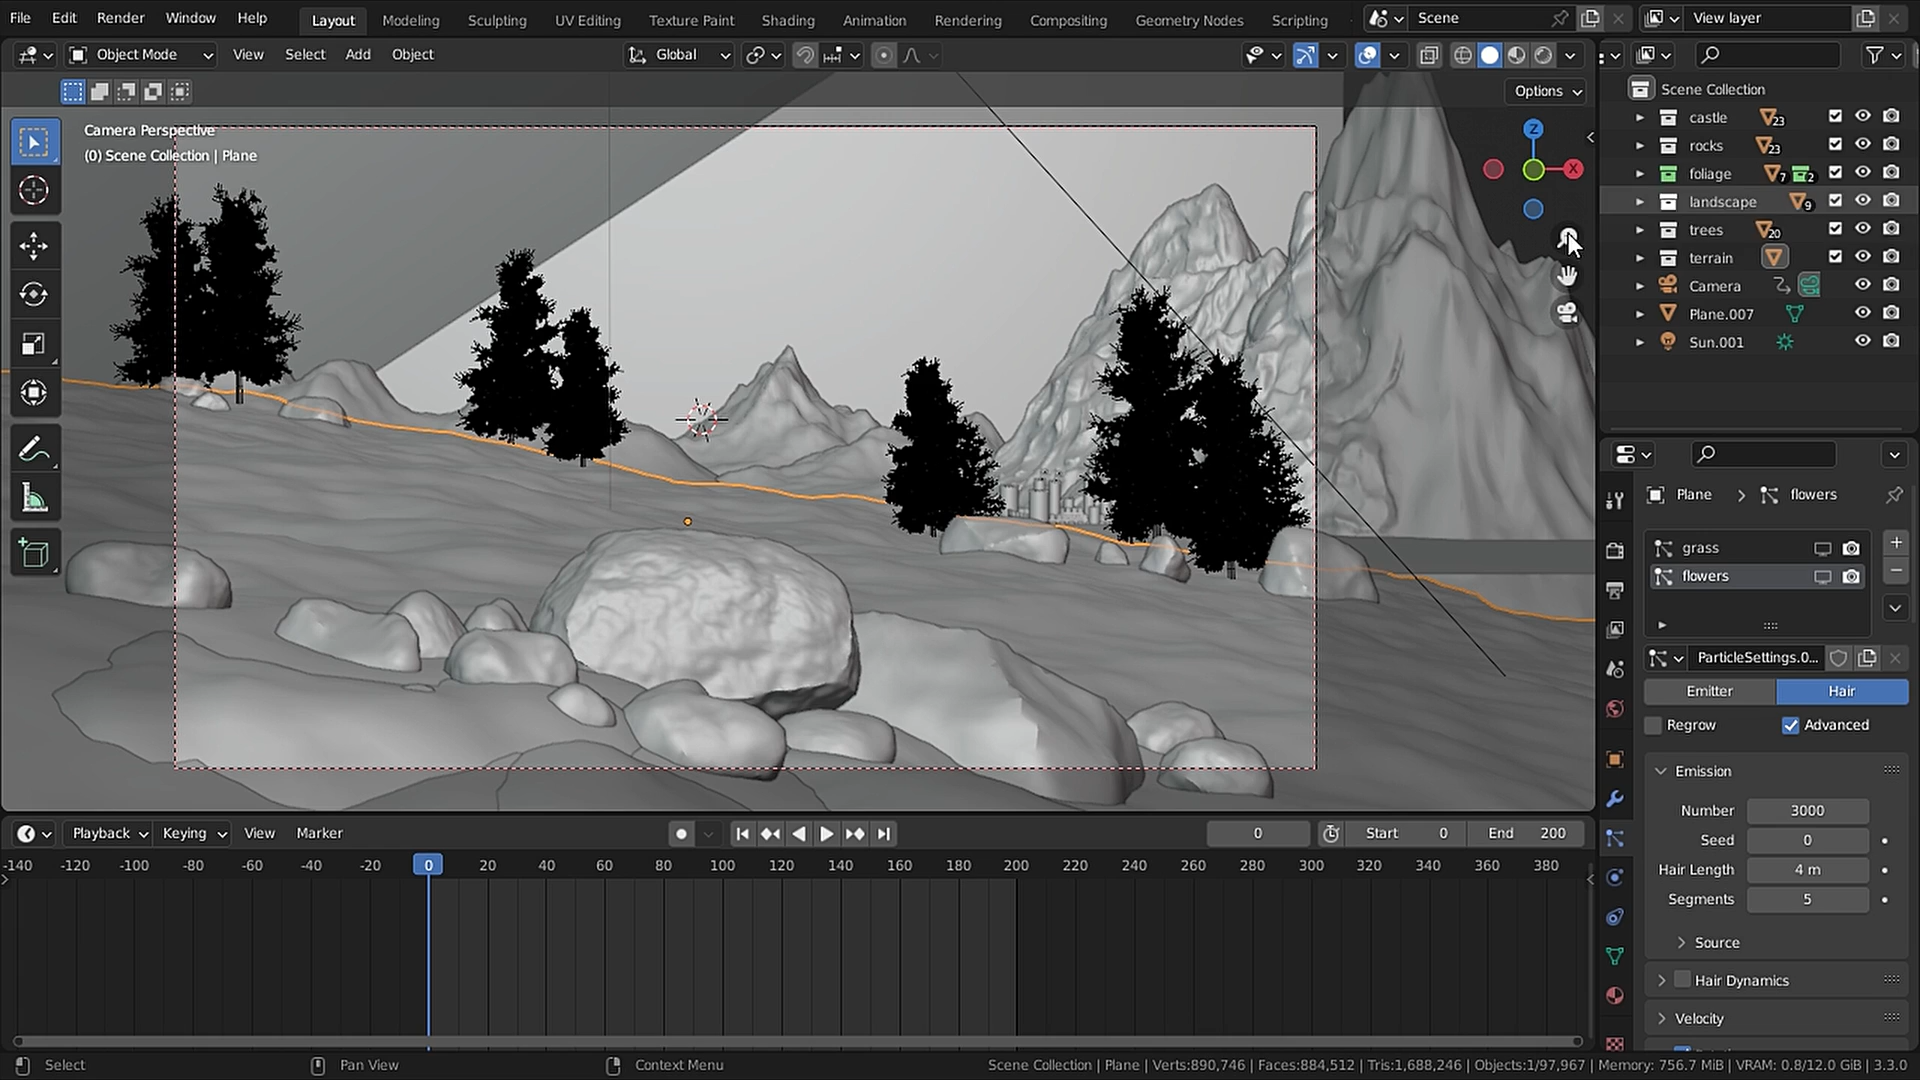 File Edit Render Window Help Layout Modeling Sculpting UV Editing Texture Paint Shading Animation Rendering Compositing Geometry Nodes Scripting Scene View layer
Object Mode View Select Add Object Global
Options
Camera Perspective
(0) Scene Collection | Plane
Z
X
Scene Collection
castle 23
rocks 23
foliage 7 2
landscape 9
trees 20
terrain
Camera
Plane.007
Sun.001
Plane > flowers
grass
flowers
ParticleSettings.0...
Emitter Hair
Regrow Advanced
Emission
Number 3000
Seed 0
Hair Length 4 m
Segments 5
Source
Hair Dynamics
Velocity
Playback Keying View Marker 0 Start 0 End 200
-140 -120 -100 -80 -60 -40 -20 0 20 40 60 80 100 120 140 160 180 200 220 240 260 280 300 320 340 360 380
Select Pan View Context Menu Scene Collection | Plane | Verts:890,746 | Faces:884,512 | Tris:1,688,246 | Objects:1/97,967 | Memory: 756.7 MiB | VRAM: 0.8/12.0 GiB | 3.3.0